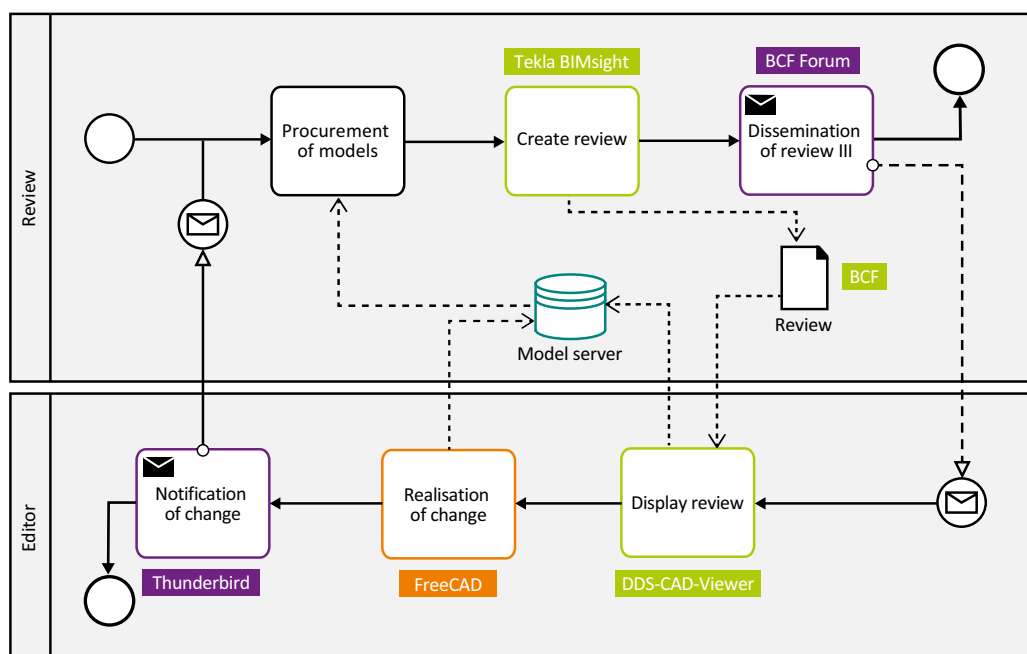 Review
Tekla BIMsight
BCF Forum
Procurement
of models
Create review
Dissemination
of review III
BCF
Review
Model server
Editor
Notification
of change
Realisation
of change
Display review
Thunderbird
FreeCAD
DDS-CAD-Viewer